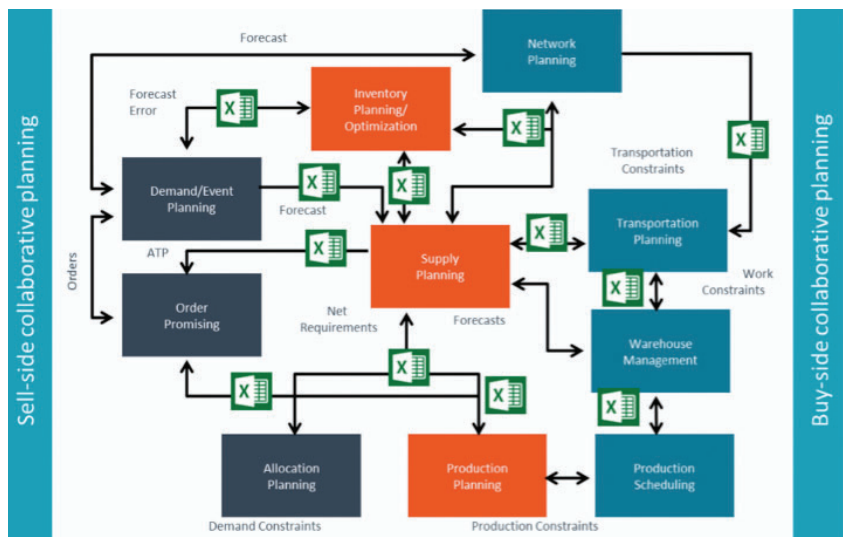 Sell-side collaborative planning
Buy-side collaborative planning
Forecast
Network
Planning
Forecast
Error
X
Inventory
Planning/
Optimization
X
X
Transportation
Constraints
Demand/Event
Planning
X
Forecast
X
Transportation
Planning
Orders
ATP
X
Supply
Planning
X
Work
Constraints
Order
Promising
Net
Requirements
Forecasts
X
Warehouse
Management
X
X
X
X
Allocation
Planning
Production
Planning
Production
Scheduling
Demand Constraints
Production Constraints